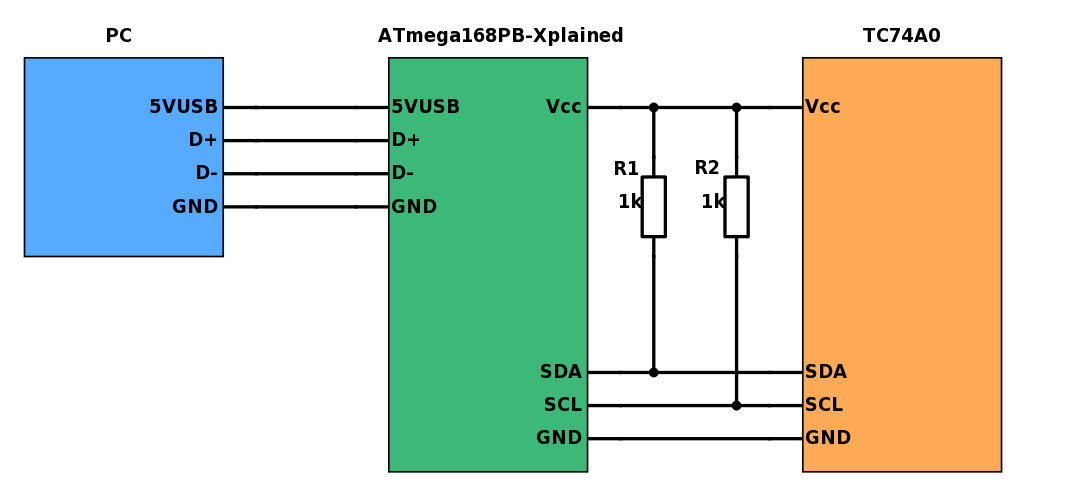 PC
ATmega168PB-Xplained
TC74A0
5VUSB
D+
D-
GND
5VUSB
D+
D-
GND
Vcc
SDA
SCL
GND
R1
1k
R2
1k
Vcc
SDA
SCL
GND